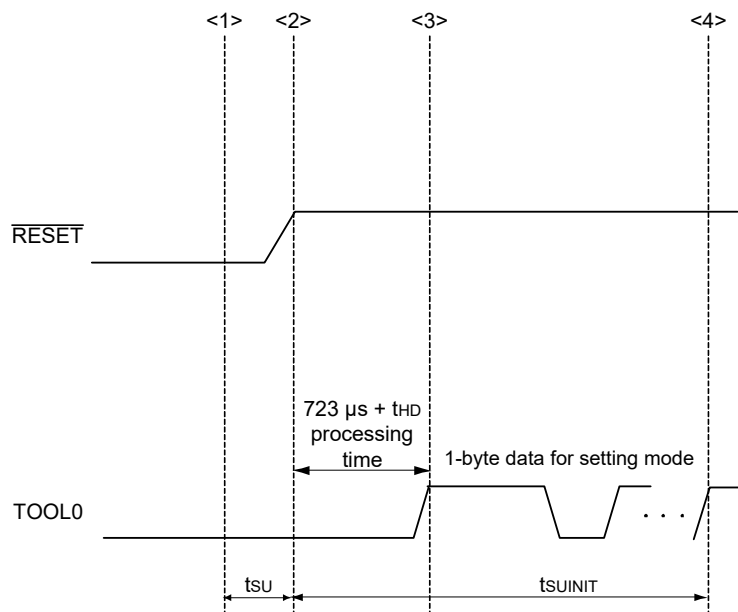 <1> <2> <3> <4>
RESET
723 µs + tHD
processing
time
1-byte data for setting mode
TOOL0
. . .
tSU tSUINIT